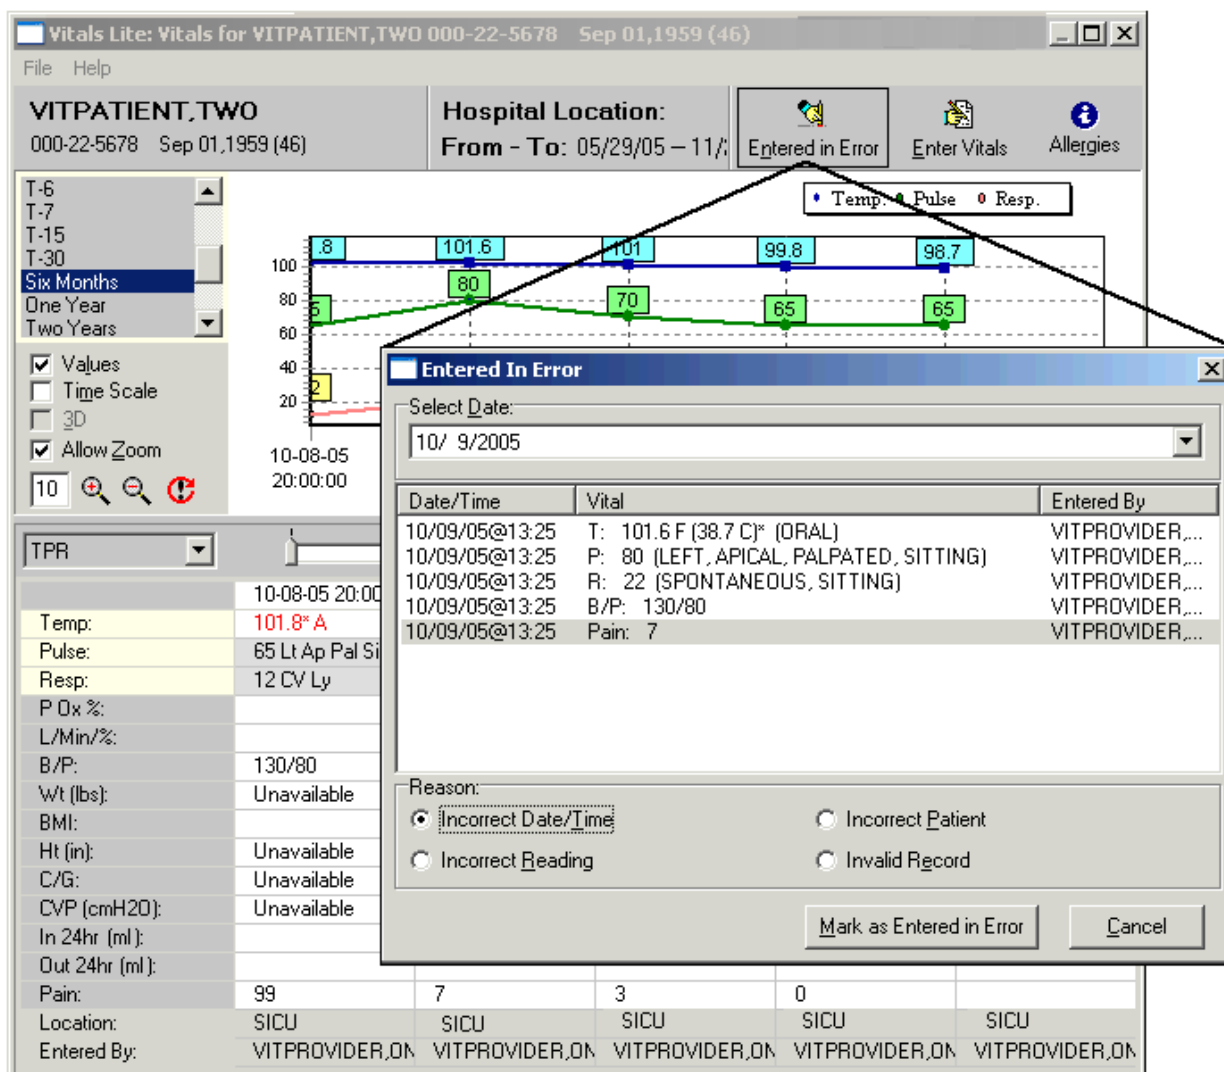 Vitals Lite: Vitals for VITPATIENT,TWO 000-22-5678 Sep 01,1959 (46)
File Help
VITPATIENT,TWO
000-22-5678 Sep 01,1959 (46)
Hospital Location:
From - To: 05/29/05 – 11/
Entered in Error
Enter Vitals
Allergies
T-6
T-7
T-15
T-30
Six Months
One Year
Two Years
Values
Time Scale
3D
Allow Zoom
10
Temp. Pulse Resp.
.8 101.6 101 99.8 98.7
100
80
60
40
20
5 80 70 65 65
2
10-08-05
20:00:00
TPR
10-08-05 20:00
Temp: 101.8* A
Pulse: 65 Lt Ap Pal Si
Resp: 12 CV Ly
P Ox %:
L/Min/%:
B/P: 130/80
Wt (lbs): Unavailable
BMI:
Ht (in): Unavailable
C/G: Unavailable
CVP (cmH2O): Unavailable
In 24hr (ml):
Out 24hr (ml):
Pain: 99 7 3 0
Location: SICU SICU SICU SICU SICU
Entered By: VITPROVIDER,ON VITPROVIDER,ON VITPROVIDER,ON VITPROVIDER,ON VITPROVIDER,ON
Entered In Error
Select Date:
10/ 9/2005
Date/Time Vital Entered By
10/09/05@13:25 T: 101.6 F (38.7 C)* (ORAL) VITPROVIDER,...
10/09/05@13:25 P: 80 (LEFT, APICAL, PALPATED, SITTING) VITPROVIDER,...
10/09/05@13:25 R: 22 (SPONTANEOUS, SITTING) VITPROVIDER,...
10/09/05@13:25 B/P: 130/80 VITPROVIDER,...
10/09/05@13:25 Pain: 7 VITPROVIDER,...
Reason:
Incorrect Date/Time Incorrect Patient
Incorrect Reading Invalid Record
Mark as Entered in Error Cancel